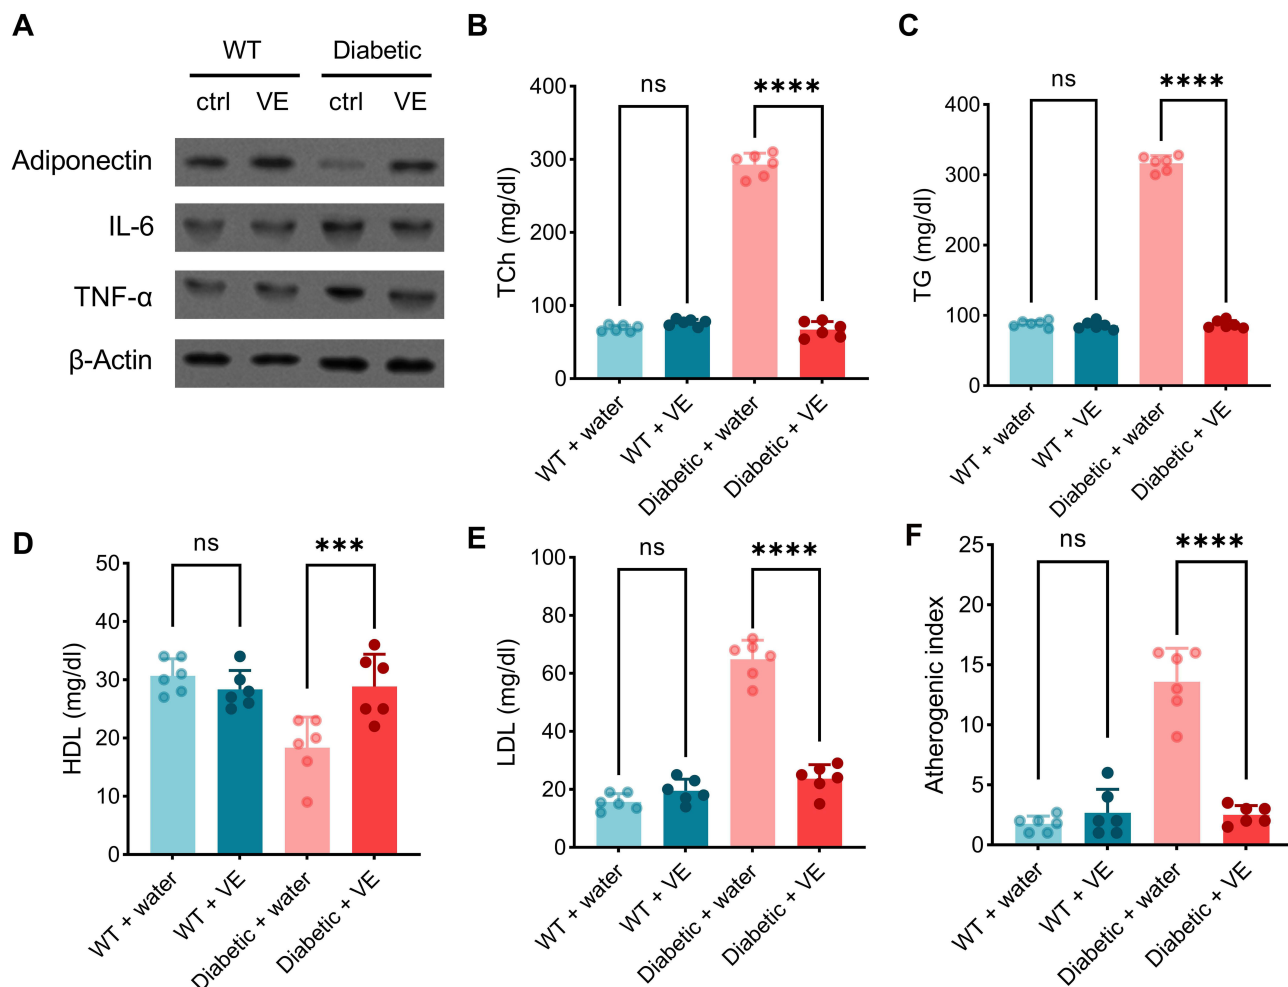 A
WT Diabetic
ctrl VE ctrl VE
Adiponectin
IL-6
TNF-α
β-Actin
B
TCh (mg/dl)
400
300
200
100
0
ns
****
WT + water
WT + VE
Diabetic + water
Diabetic + VE
C
TG (mg/dl)
400
300
200
100
0
ns
****
WT + water
WT + VE
Diabetic + water
Diabetic + VE
D
HDL (mg/dl)
50
40
30
20
10
0
ns
***
WT + water
WT + VE
Diabetic + water
Diabetic + VE
E
LDL (mg/dl)
100
80
60
40
20
0
ns
****
WT + water
WT + VE
Diabetic + water
Diabetic + VE
F
Atherogenic index
25
20
15
10
5
0
ns
****
WT + water
WT + VE
Diabetic + water
Diabetic + VE